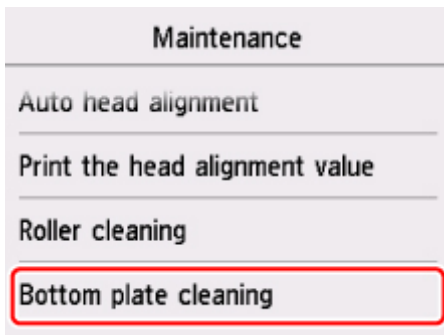 Maintenance
Auto head alignment
Print the head alignment value
Roller cleaning
Bottom plate cleaning